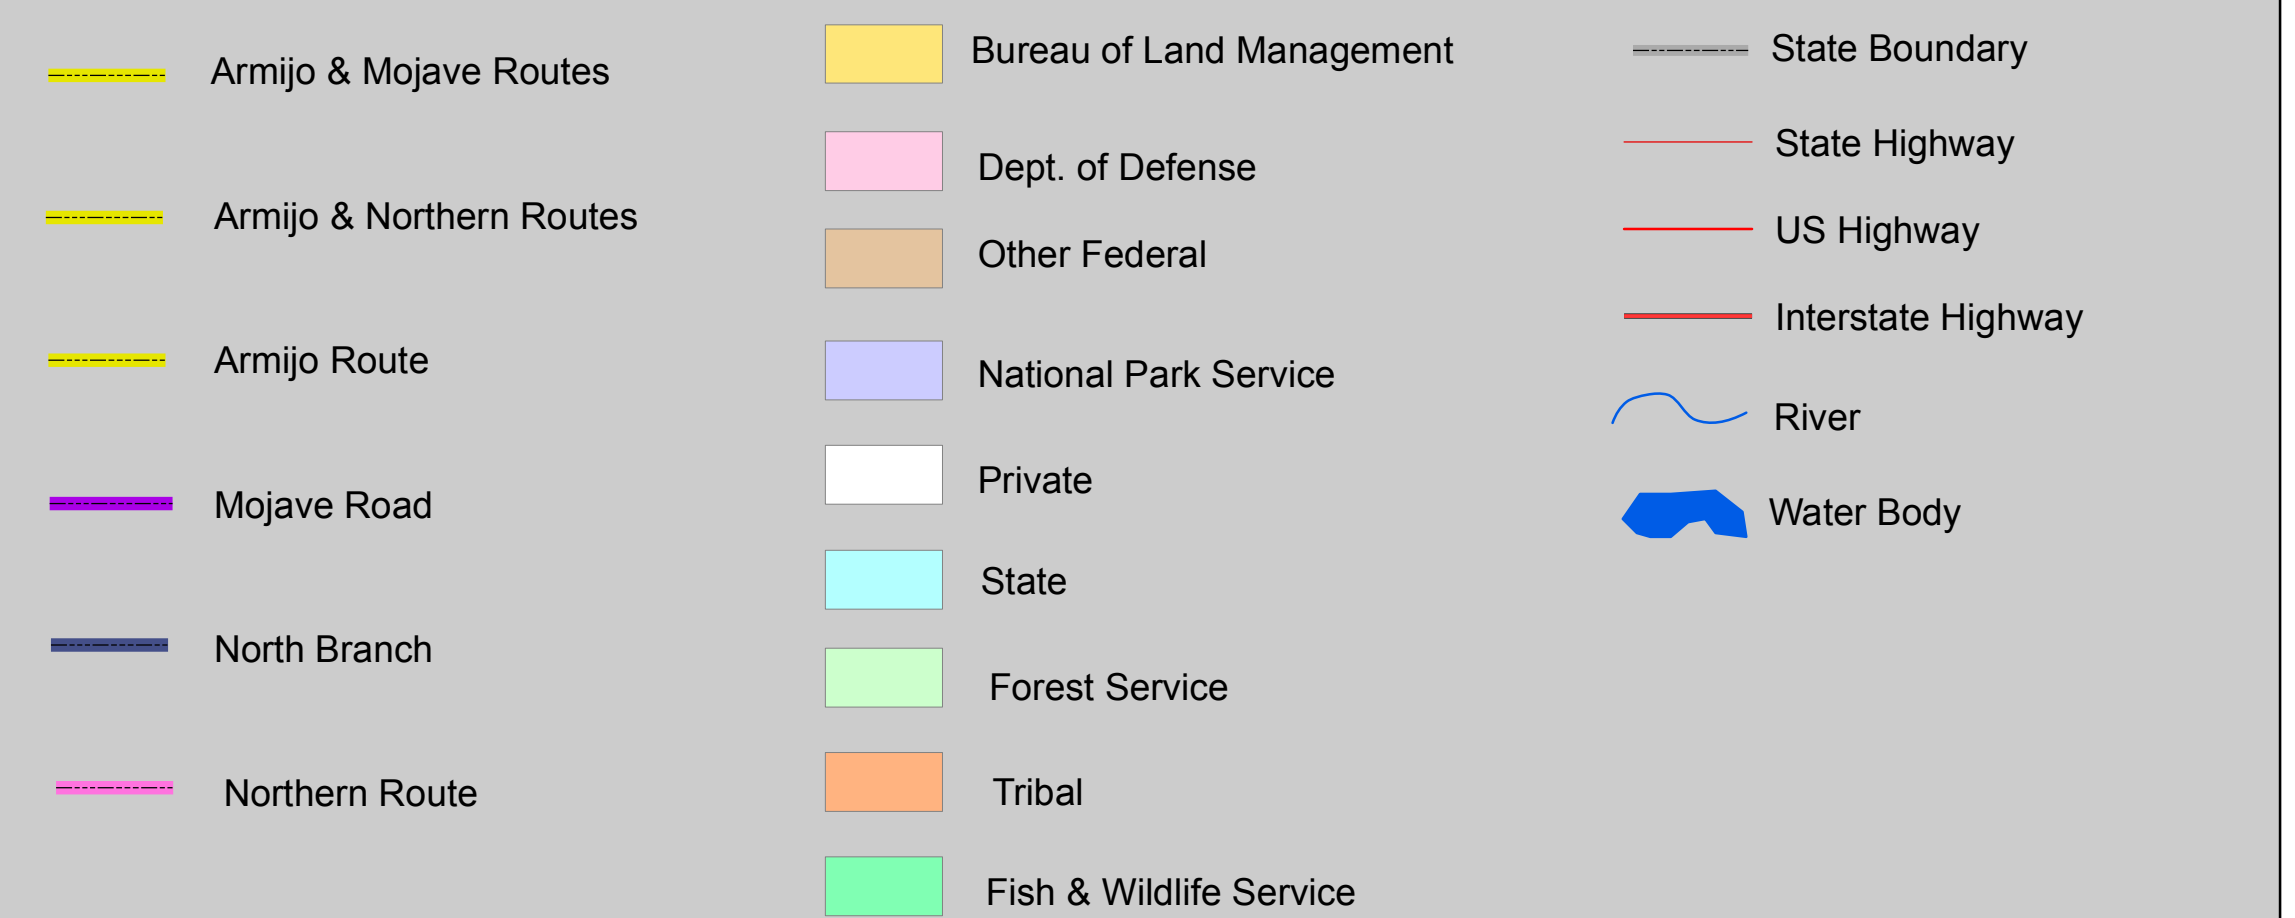 Armijo & Mojave Routes
Armijo & Northern Routes
Armijo Route
Mojave Road
North Branch
Northern Route
Bureau of Land Management
Dept. of Defense
Other Federal
National Park Service
Private
State
Forest Service
Tribal
Fish & Wildlife Service
State Boundary
State Highway
US Highway
Interstate Highway
River
Water Body